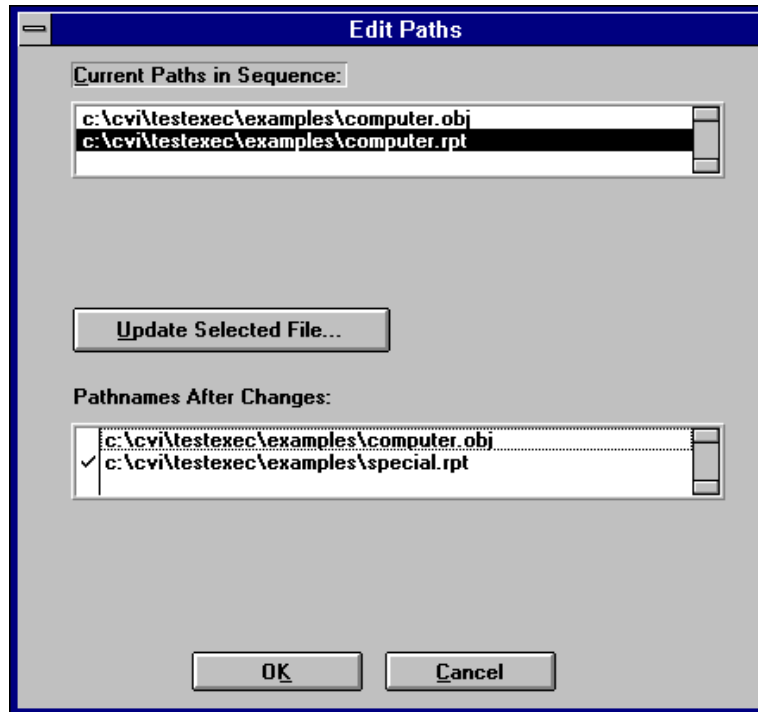 Edit Paths
Current Paths in Sequence:
c:\cvi\testexec\examples\computer.obj
c:\cvi\testexec\examples\computer.rpt
Update Selected File...
Pathnames After Changes:
c:\cvi\testexec\examples\computer.obj
c:\cvi\testexec\examples\special.rpt
OK
Cancel